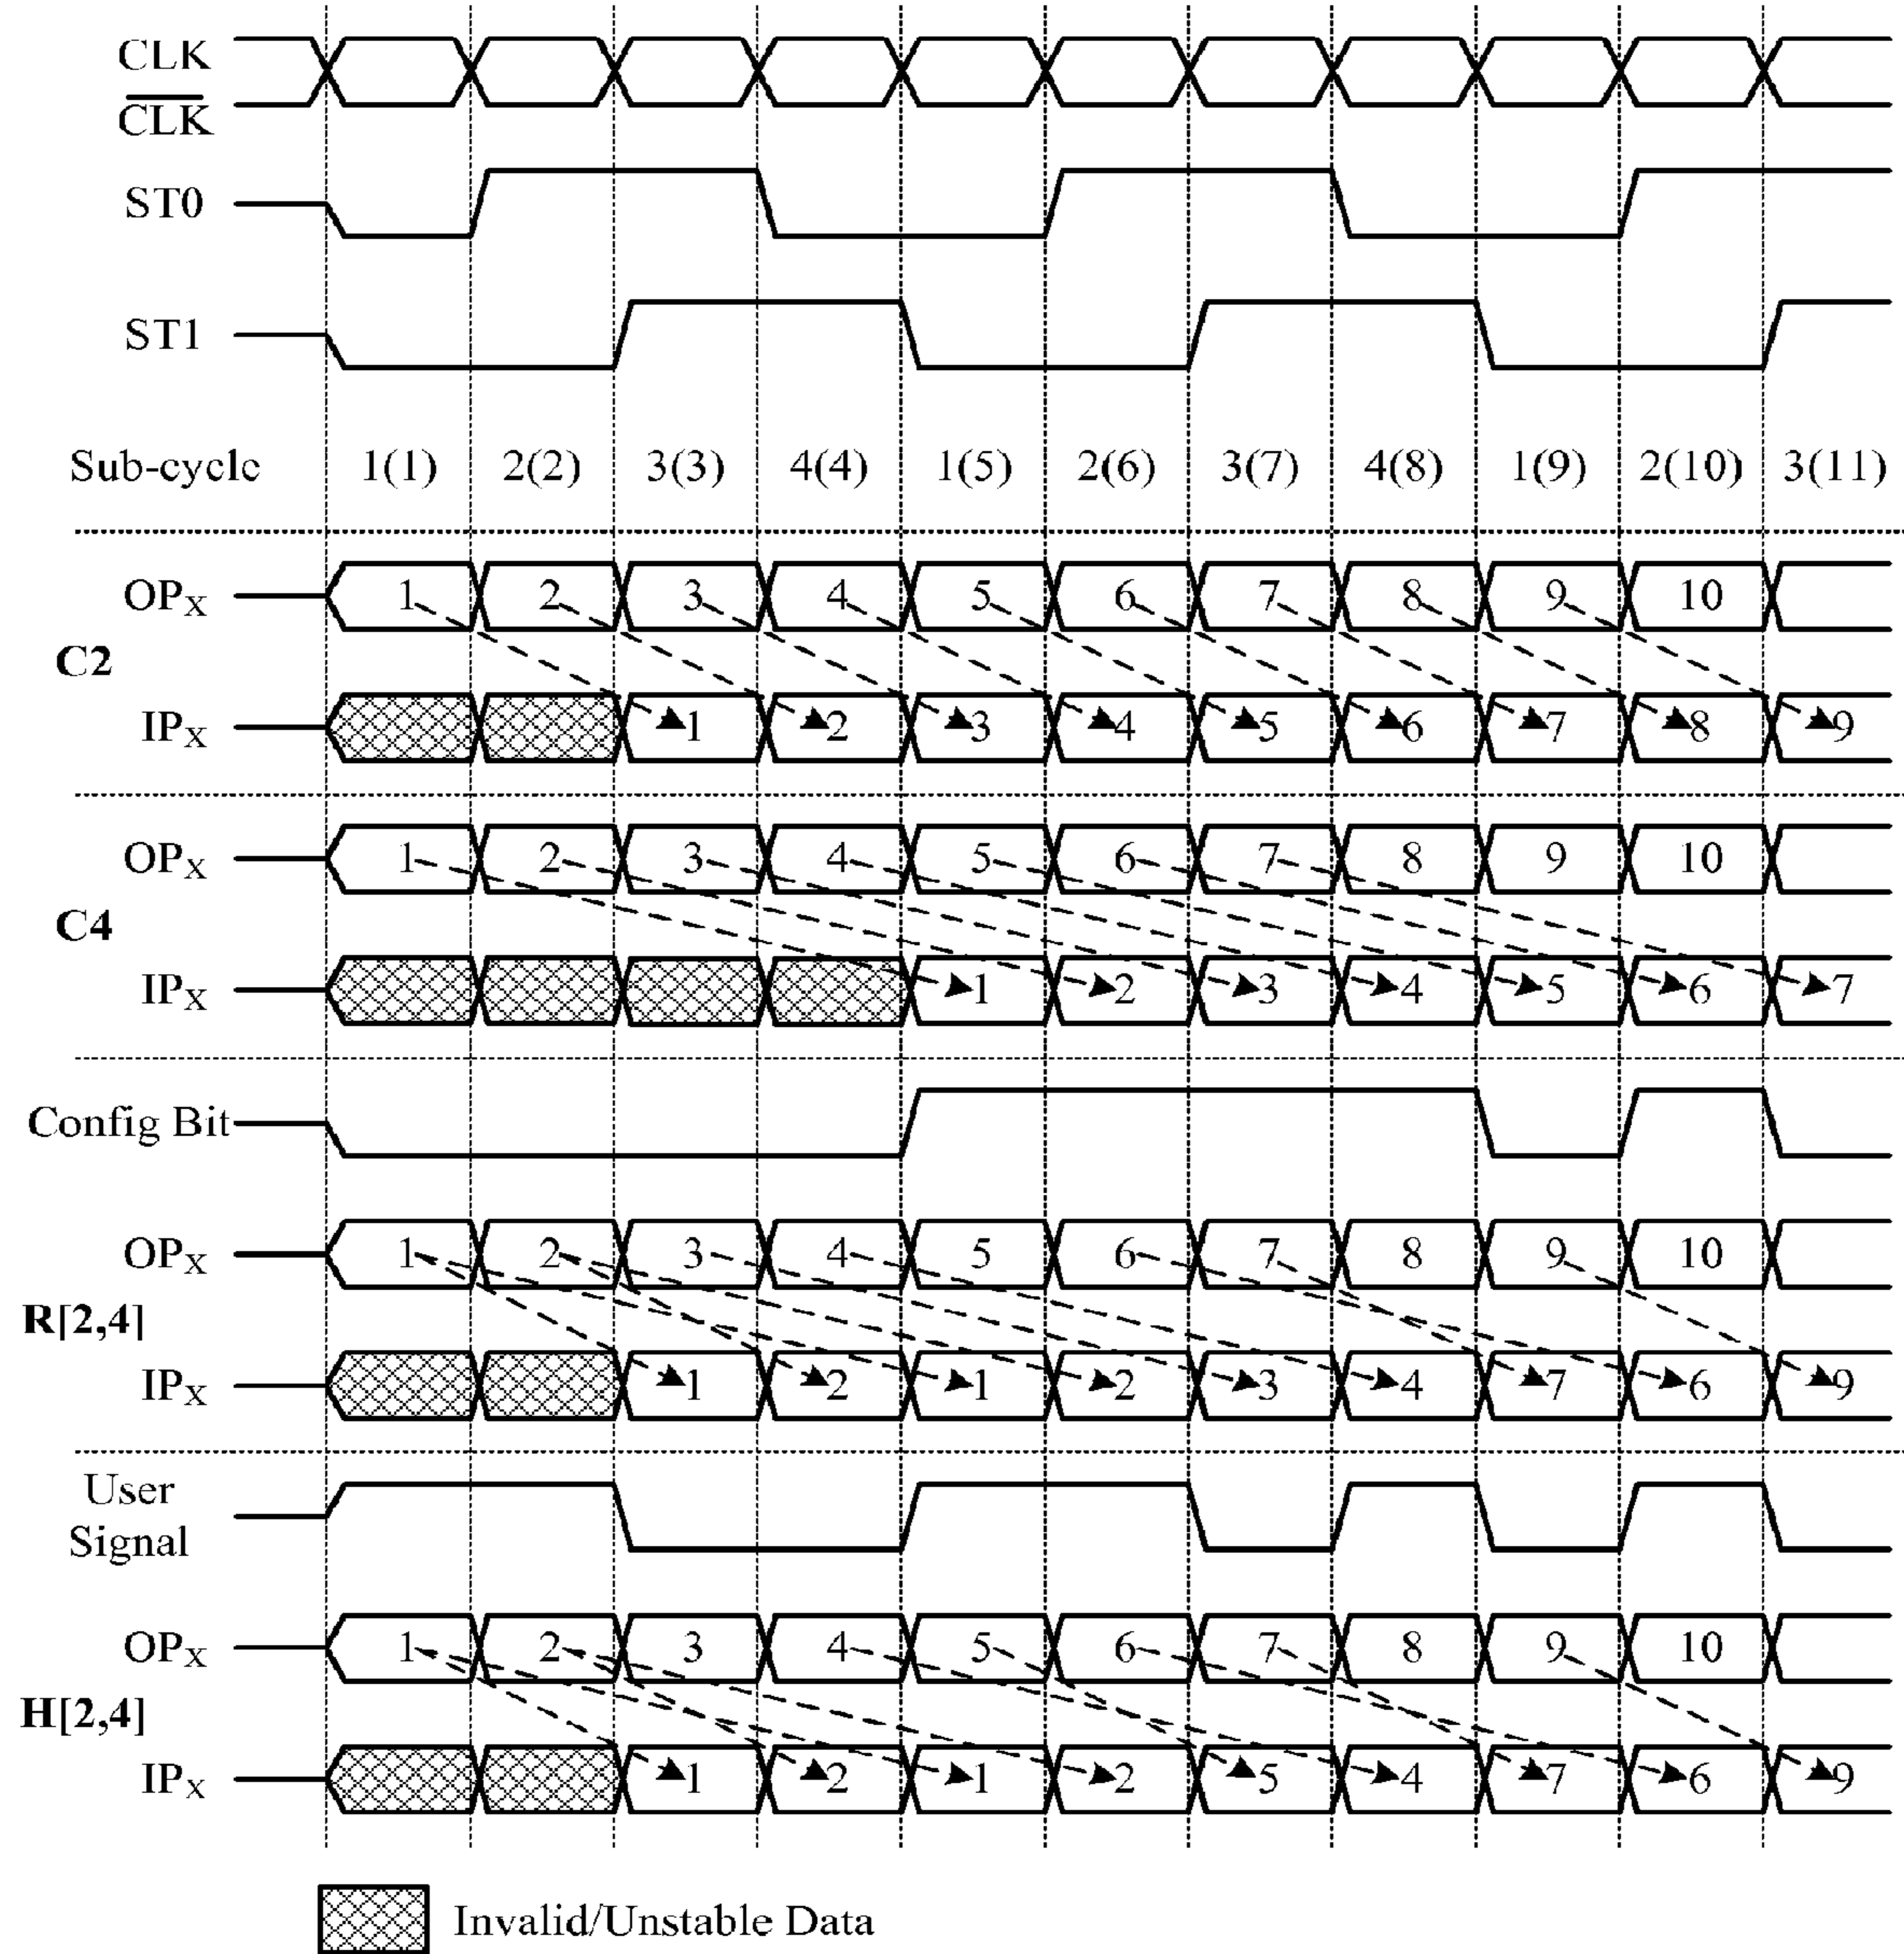 CLK
CLK
ST0
ST1
Sub-cycle 1(1) 2(2) 3(3) 4(4) 1(5) 2(6) 3(7) 4(8) 1(9) 2(10) 3(11)
OPX 1 2 3 4 5 6 7 8 9 10
C2
IPX 1 2 3 4 5 6 7 8 9
OPX 1 2 3 4 5 6 7 8 9 10
C4
IPX 1 2 3 4 5 6 7
Config Bit
OPX 1 2 3 4 5 6 7 8 9 10
R[2,4]
IPX 1 2 1 2 3 4 7 6 9
User
Signal
OPX 1 2 3 4 5 6 7 8 9 10
H[2,4]
IPX 1 2 1 2 5 4 7 6 9
Invalid/Unstable Data